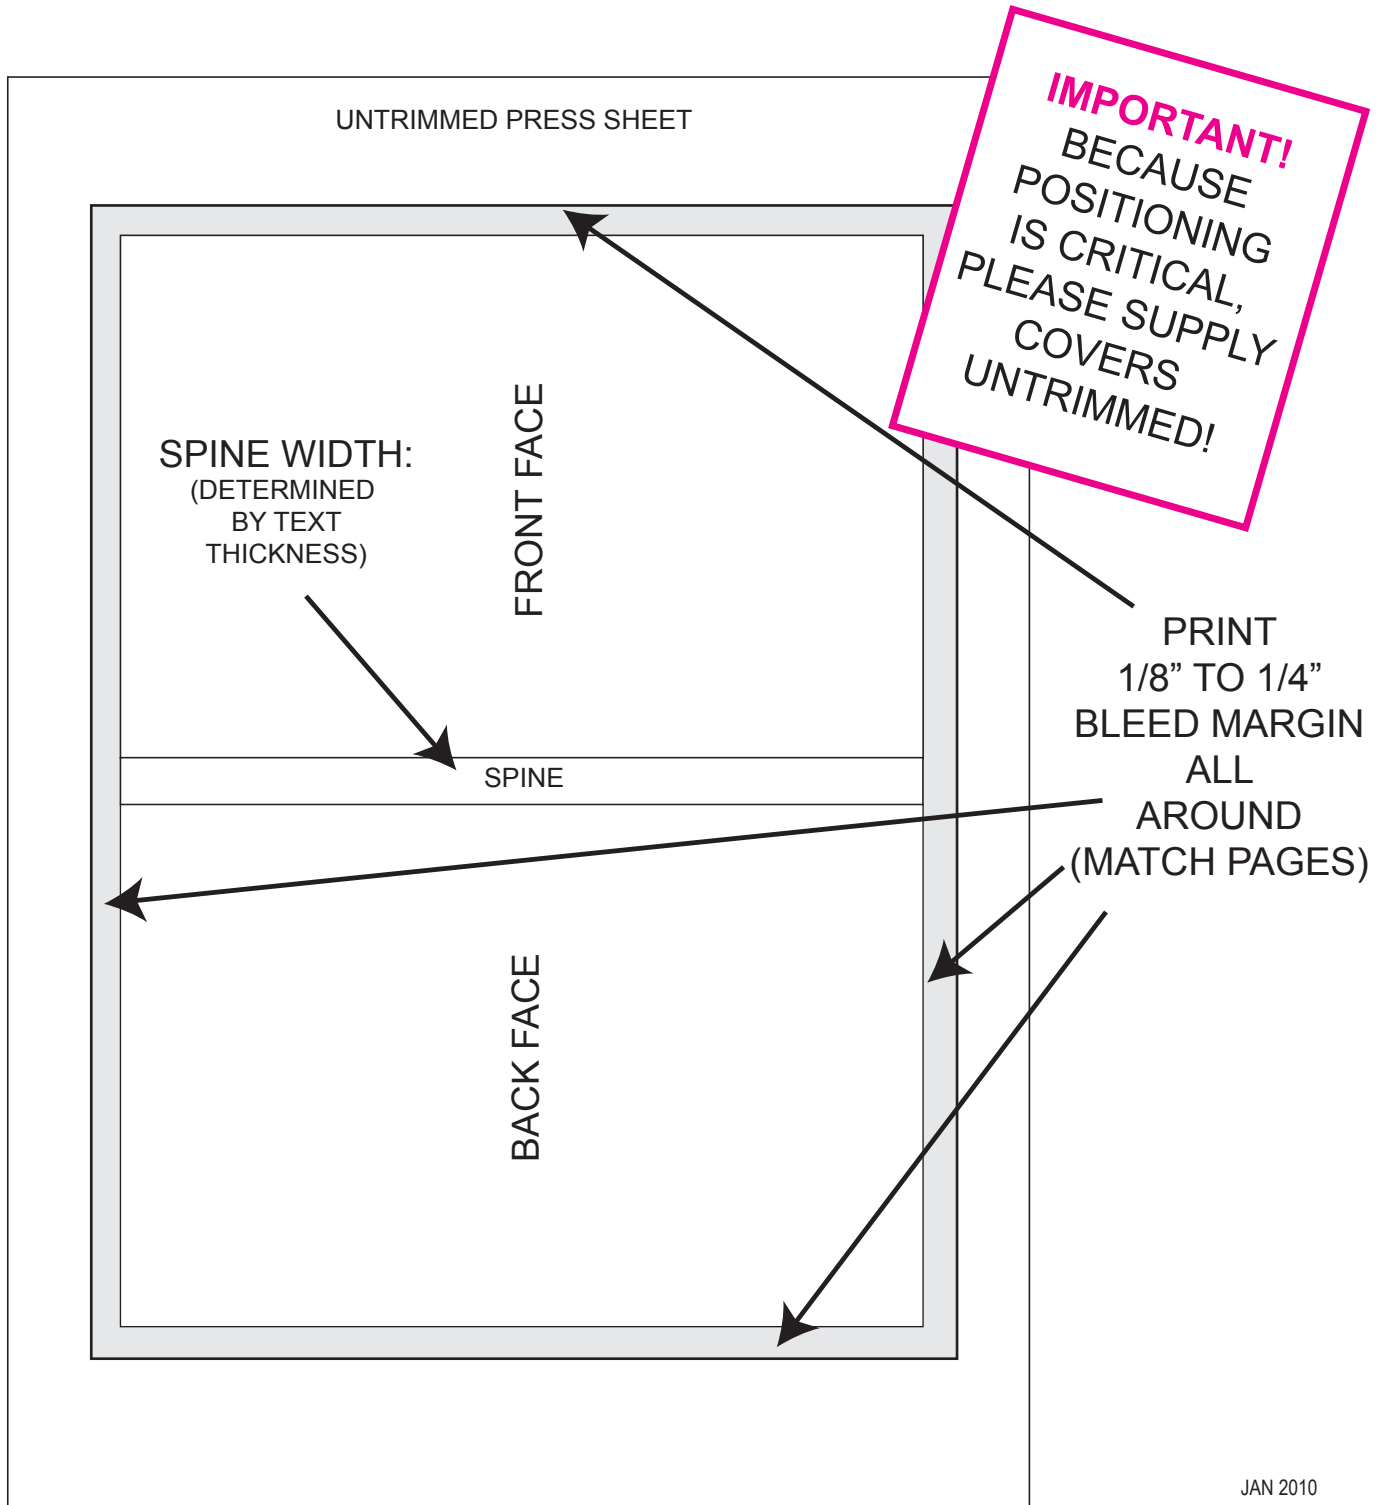 UNTRIMMED PRESS SHEET
IMPORTANT!
BECAUSE
POSITIONING
IS CRITICAL,
PLEASE SUPPLY
COVERS
UNTRIMMED!
SPINE WIDTH:
(DETERMINED
BY TEXT
THICKNESS)
FRONT FACE
PRINT
1/8” TO 1/4”
BLEED MARGIN
ALL
AROUND
(MATCH PAGES)
SPINE
BACK FACE
JAN 2010